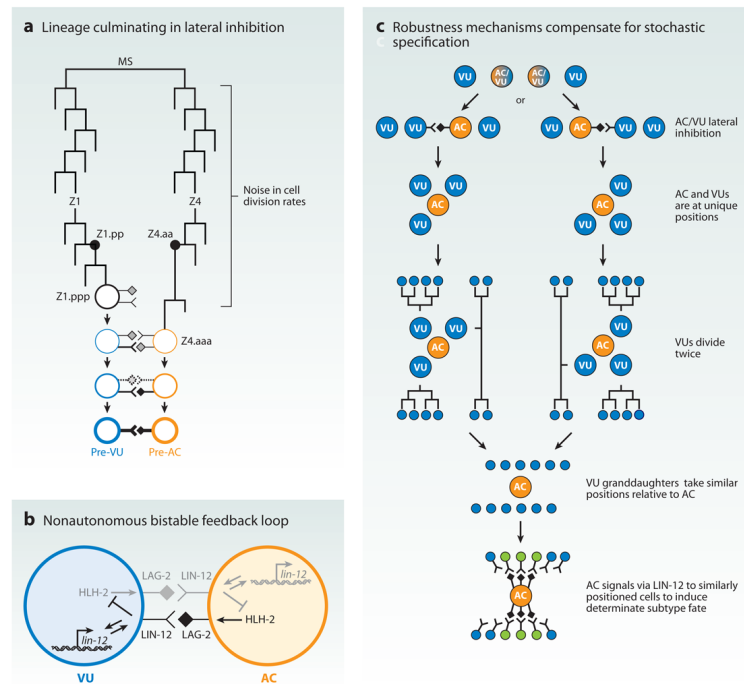 a Lineage culminating in lateral inhibition
MS
Z1
Z4
Noise in cell
division rates
Z1.pp
Z4.aa
Z1.ppp
Z4.aaa
Pre-VU
Pre-AC
b Nonautonomous bistable feedback loop
LAG-2
LIN-12
lin-12
HLH-2
HLH-2
LIN-12
LAG-2
lin-12
VU
AC
c Robustness mechanisms compensate for stochastic
c specification
VU
AC/
VU
AC/
VU
VU
or
VU
VU
AC
VU
VU
AC
VU
VU
AC/VU lateral
inhibition
VU
VU
AC
VU
VU
AC
VU
VU
AC and VUs
are at unique
positions
VU
VU
AC
VU
VU
AC
VU
VU
VUs divide
twice
AC
VU granddaughters take similar
positions relative to AC
AC
AC signals via LIN-12 to similarly
positioned cells to induce
determinate subtype fate